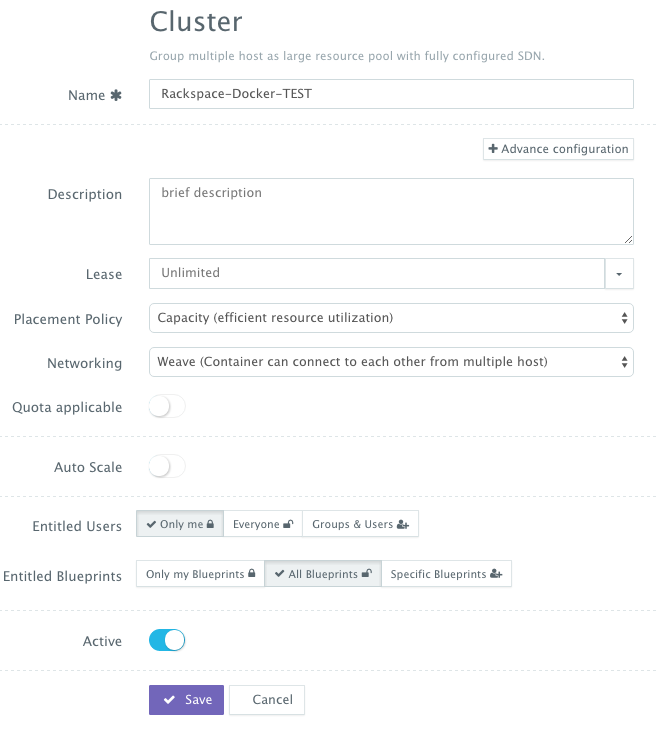 Cluster
Group multiple host as large resource pool with fully configured SDN.
Name ✱ Rackspace-Docker-TEST
+ Advance configuration
Description brief description
Lease Unlimited
Placement Policy Capacity (efficient resource utilization)
Networking Weave (Container can connect to each other from multiple host)
Quota applicable
Auto Scale
Entitled Users Only me Everyone Groups & Users
Entitled Blueprints Only my Blueprints All Blueprints Specific Blueprints
Active
Save Cancel